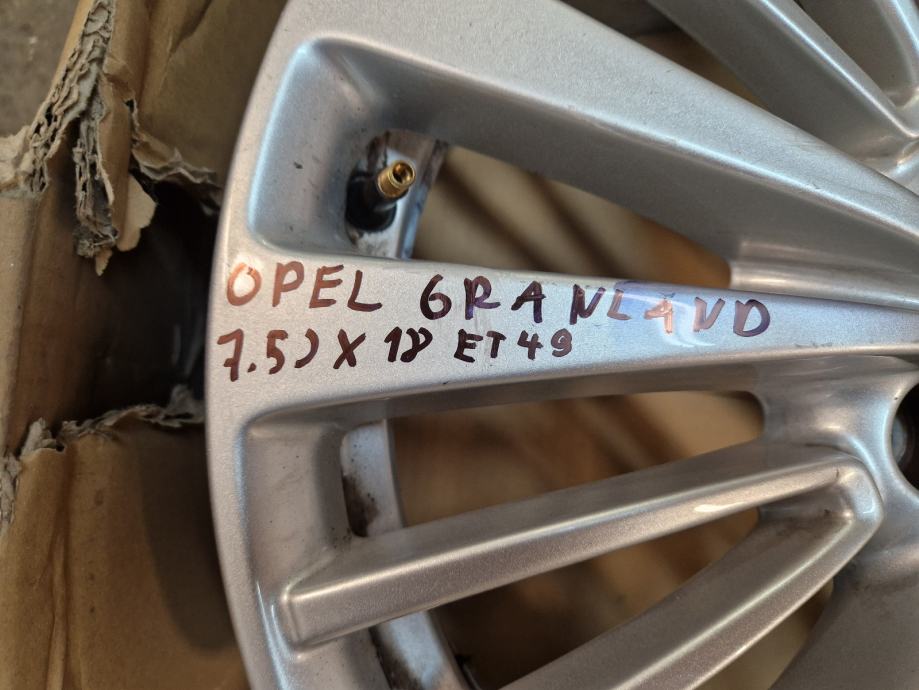 OPEL GRANLAND
7.5J X 18 ET49